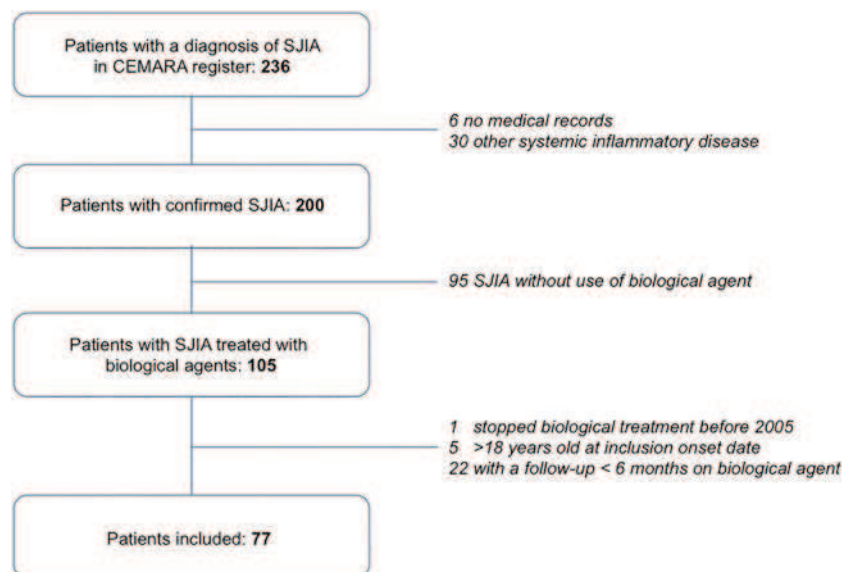 Patients with a diagnosis of SJIA
in CEMARA register: 236
6 no medical records
30 other systemic inflammatory disease
Patients with confirmed SJIA: 200
95 SJIA without use of biological agent
Patients with SJIA treated with
biological agents: 105
1 stopped biological treatment before 2005
5 >18 years old at inclusion onset date
22 with a follow-up < 6 months on biological agent
Patients included: 77